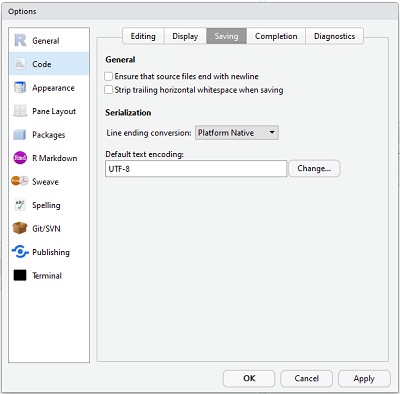 Options
General
Code
Appearance
Pane Layout
Packages
R Markdown
Sweave
Spelling
Git/SVN
Publishing
Terminal
Editing Display Saving Completion Diagnostics
General
Ensure that source files end with newline
Strip trailing horizontal whitespace when saving
Serialization
Line ending conversion: Platform Native
Default text encoding:
UTF-8 Change...
OK Cancel Apply